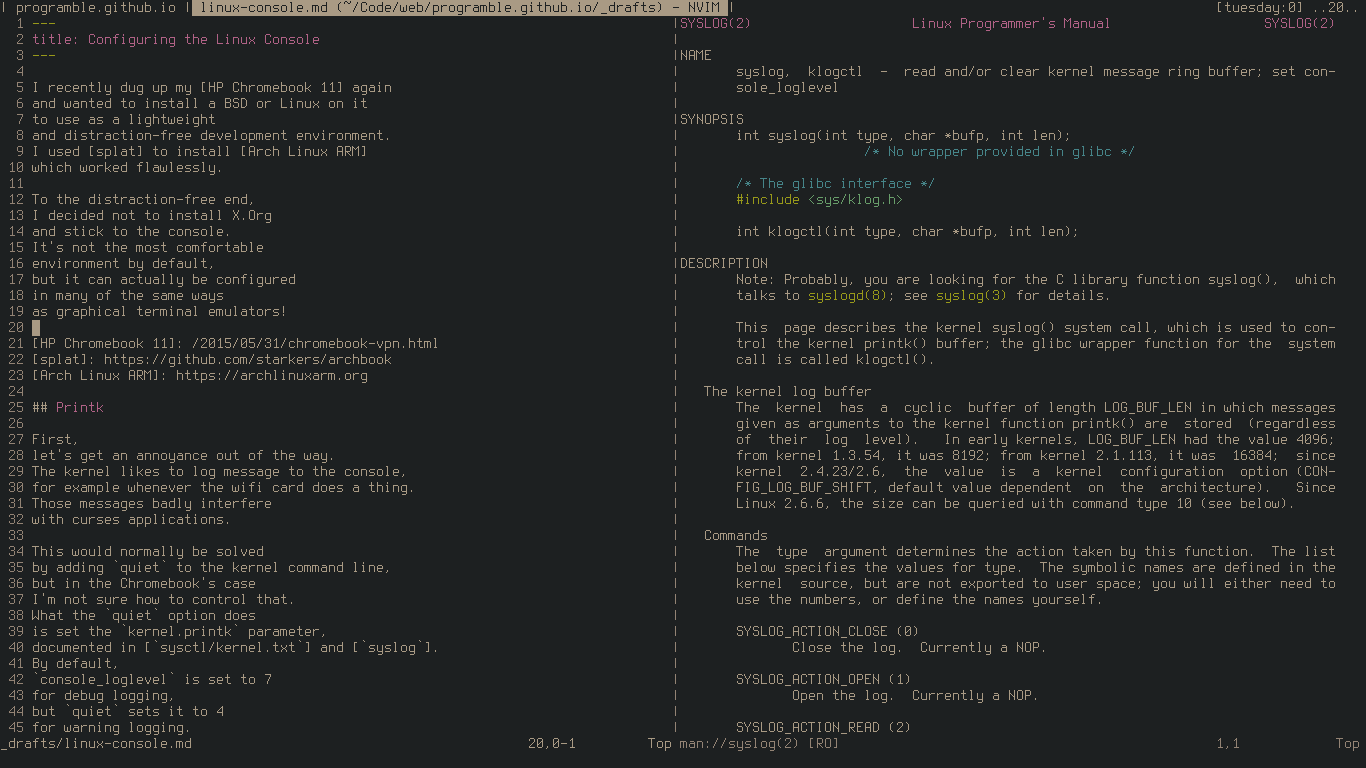 | programble.github.io | linux-console.md (~/Code/web/programble.github.io/_drafts) - NVIM | [tuesday:0] ..20..
1 ---
2 title: Configuring the Linux Console
3 ---
4
5 I recently dug up my [HP Chromebook 11] again
6 and wanted to install a BSD or Linux on it
7 to use as a lightweight
8 and distraction-free development environment.
9 I used [splat] to install [Arch Linux ARM]
10 which worked flawlessly.
11
12 To the distraction-free end,
13 I decided not to install X.Org
14 and stick to the console.
15 It's not the most comfortable
16 environment by default,
17 but it can actually be configured
18 in many of the same ways
19 as graphical terminal emulators!
20
21 [HP Chromebook 11]: /2015/05/31/chromebook-vpn.html
22 [splat]: https://github.com/starkers/archbook
23 [Arch Linux ARM]: https://archlinuxarm.org
24
25 ## Printk
26
27 First,
28 let's get an annoyance out of the way.
29 The kernel likes to log message to the console,
30 for example whenever the wifi card does a thing.
31 Those messages badly interfere
32 with curses applications.
33
34 This would normally be solved
35 by adding `quiet` to the kernel command line,
36 but in the Chromebook's case
37 I'm not sure how to control that.
38 What the `quiet` option does
39 is set the `kernel.printk` parameter,
40 documented in [`sysctl/kernel.txt`] and [`syslog`].
41 By default,
42 `console_loglevel` is set to 7
43 for debug logging,
44 but `quiet` sets it to 4
45 for warning logging.
_drafts/linux-console.md 20,0-1 Top
SYSLOG(2) Linux Programmer's Manual SYSLOG(2)
NAME
syslog, klogctl - read and/or clear kernel message ring buffer; set con-
sole_loglevel
SYNOPSIS
int syslog(int type, char *bufp, int len);
/* No wrapper provided in glibc */
/* The glibc interface */
#include <sys/klog.h>
int klogctl(int type, char *bufp, int len);
DESCRIPTION
Note: Probably, you are looking for the C library function syslog(), which
talks to syslogd(8); see syslog(3) for details.
This page describes the kernel syslog() system call, which is used to con-
trol the kernel printk() buffer; the glibc wrapper function for the system
call is called klogctl().
The kernel log buffer
The kernel has a cyclic buffer of length LOG_BUF_LEN in which messages
given as arguments to the kernel function printk() are stored (regardless
of their log level). In early kernels, LOG_BUF_LEN had the value 4096;
from kernel 1.3.54, it was 8192; from kernel 2.1.113, it was 16384; since
kernel 2.4.23/2.6, the value is a kernel configuration option (CON-
FIG_LOG_BUF_SHIFT, default value dependent on the architecture). Since
Linux 2.6.6, the size can be queried with command type 10 (see below).
Commands
The type argument determines the action taken by this function. The list
below specifies the values for type. The symbolic names are defined in the
kernel source, but are not exported to user space; you will either need to
use the numbers, or define the names yourself.
SYSLOG_ACTION_CLOSE (0)
Close the log. Currently a NOP.
SYSLOG_ACTION_OPEN (1)
Open the log. Currently a NOP.
SYSLOG_ACTION_READ (2)
man://syslog(2) [RO] 1,1 Top